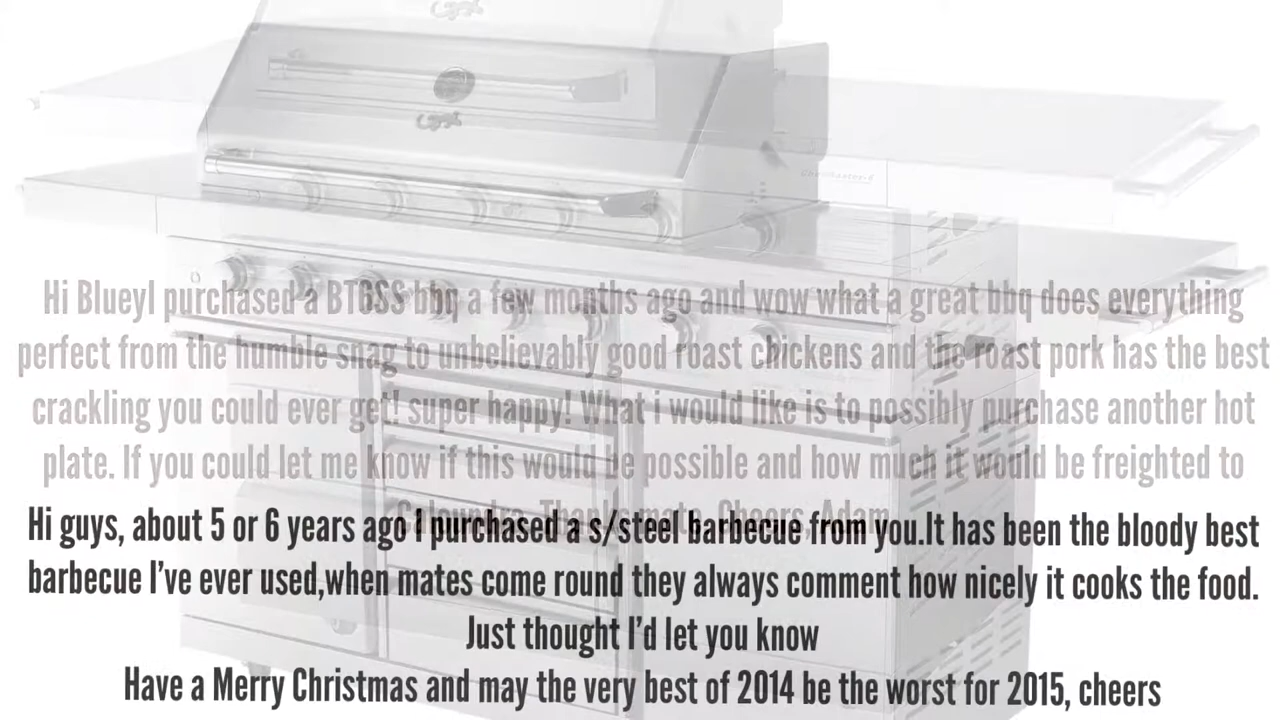 Hi BlueyI purchased a BT6SS bbq a few months ago and wow what a great bbq does everything
perfect from the humble snag to unbelievably good roast chickens and the roast pork has the best
crackling you could ever get! super happy! What i would like is to possibly purchase another hot
plate. If you could let me know if this would be possible and how much it would be freighted to
Caloundra. Thanks mate. Cheers, Adam
Hi guys, about 5 or 6 years ago I purchased a s/steel barbecue from you.It has been the bloody best
barbecue I've ever used,when mates come round they always comment how nicely it cooks the food.
Just thought I'd let you know
Have a Merry Christmas and may the very best of 2014 be the worst for 2015, cheers